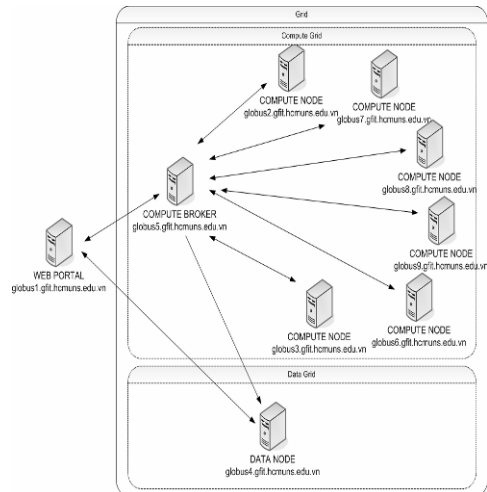 Grid
Compute Grid
COMPUTE NODE
globus2.gfit.hcmuns.edu.vn
COMPUTE NODE
globus7.gfit.hcmuns.edu.vn
COMPUTE NODE
globus8.gfit.hcmuns.edu.vn
COMPUTE BROKER
globus5.gfit.hcmuns.edu.vn
COMPUTE NODE
globus9.gfit.hcmuns.edu.vn
WEB PORTAL
globus1.gfit.hcmuns.edu.vn
COMPUTE NODE
globus3.gfit.hcmuns.edu.vn
COMPUTE NODE
globus6.gfit.hcmuns.edu.vn
Data Grid
DATA NODE
globus4.gfit.hcmuns.edu.vn